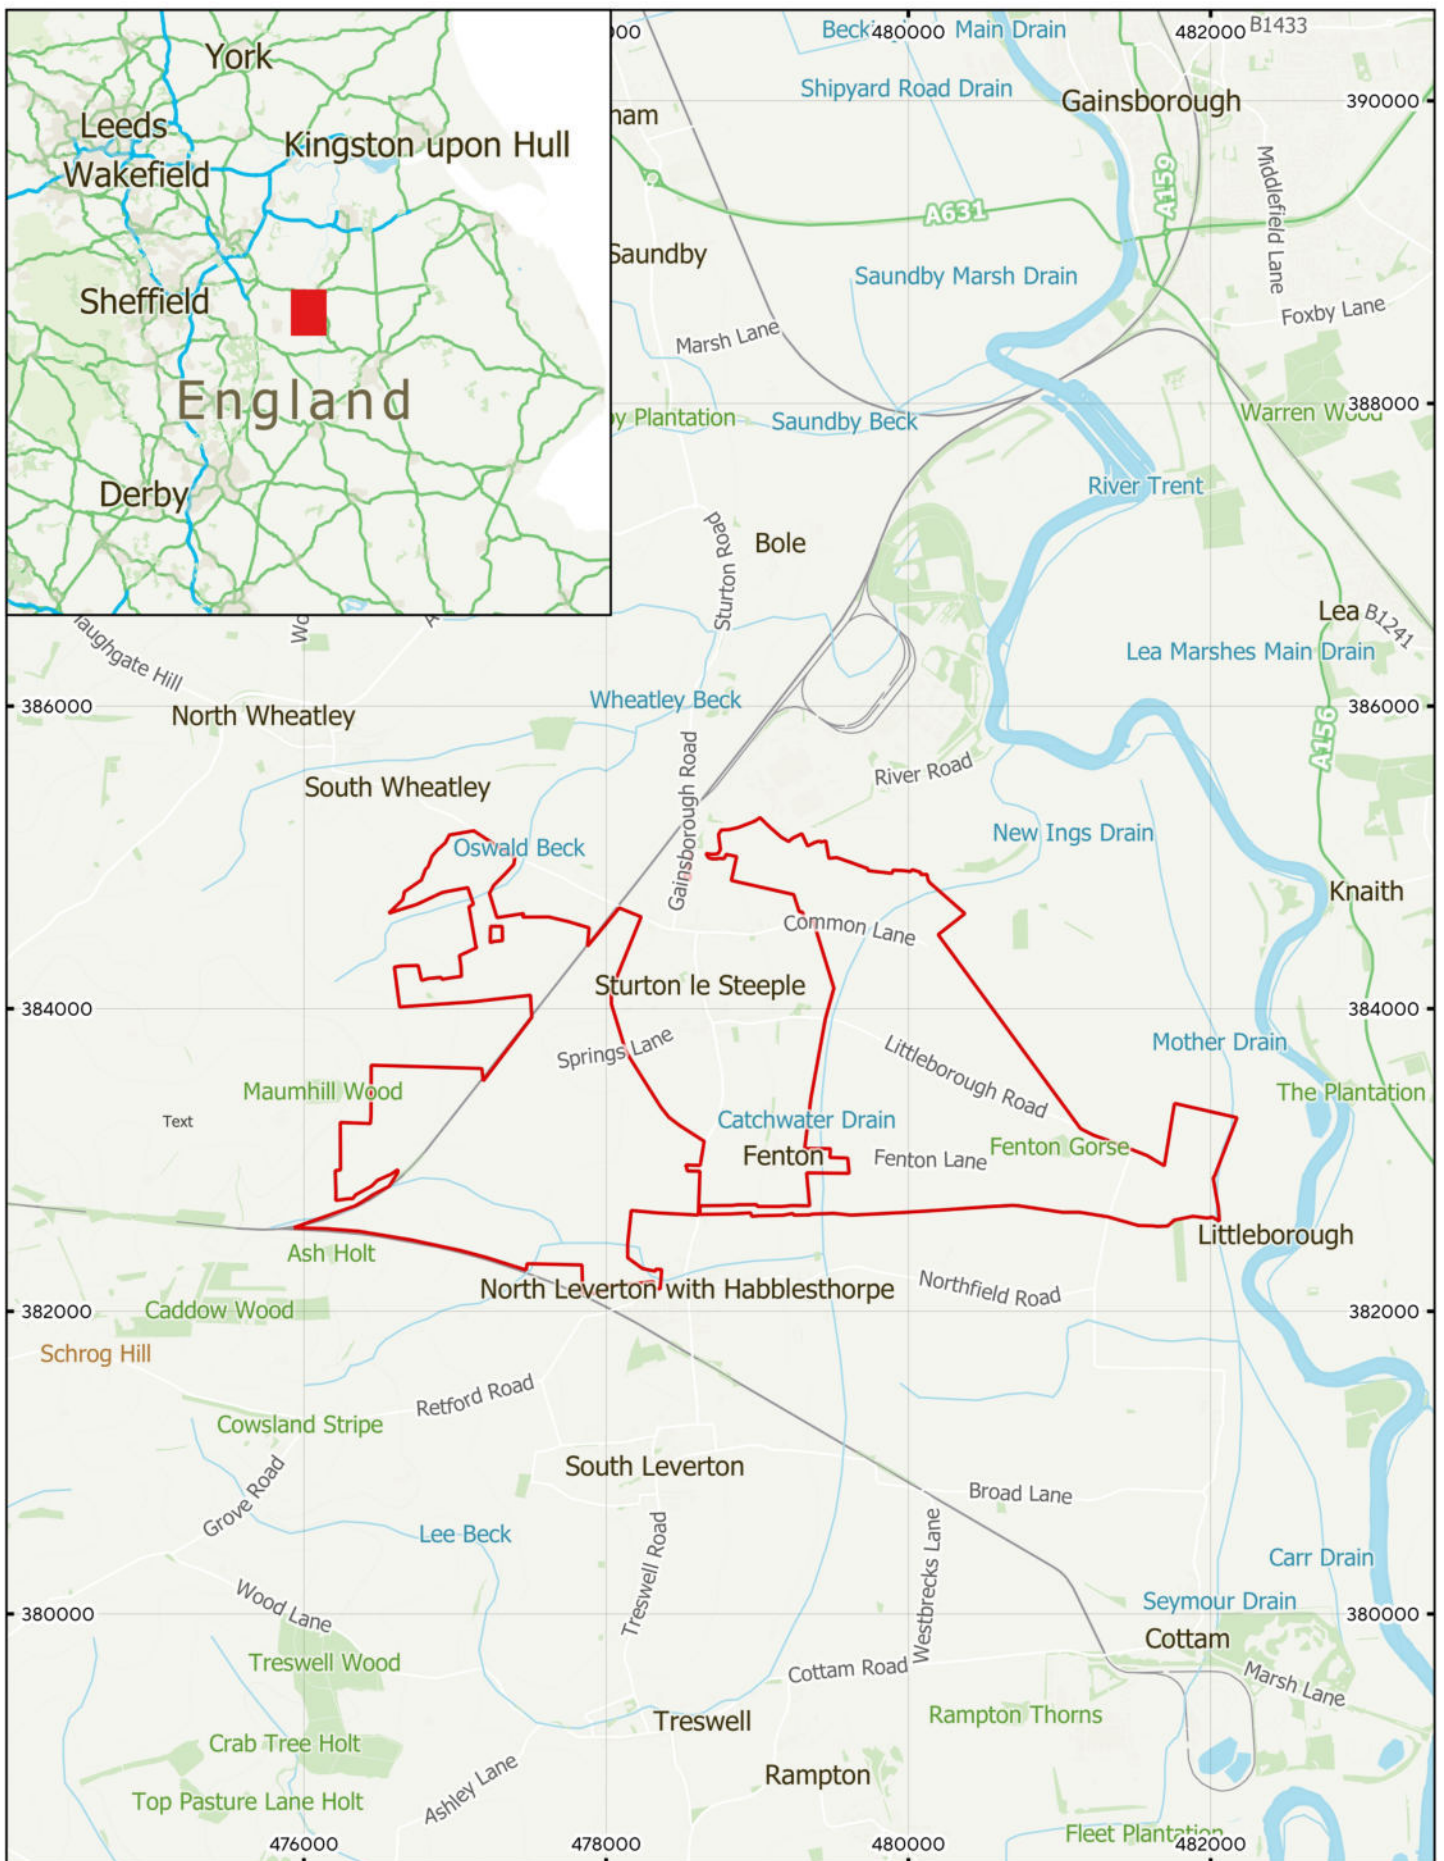 York
Leeds
Kingston upon Hull
Wakefield
Sheffield
England
Derby
000
Main Drain
480000
482000
B1433
Shipyard Road Drain
Gainsborough
390000
A159
Middlefield Lane
A631
Saundby
Saundby Marsh Drain
Foxby Lane
Marsh Lane
388000
Plantation
Saundby Beck
Warren Wood
River Trent
Sturton Road
Bole
Lea
B1241
Lea Marshes Main Drain
Hill
Wheatley Beck
386000
North Wheatley
386000
A156
Gainsborough Road
River Road
South Wheatley
Oswald Beck
New Ings Drain
Knaith
Common Lane
Sturton le Steeple
384000
384000
Springs Lane
Mother Drain
Littleborough Road
Maumhill Wood
The Plantation
Text
Catchwater Drain
Fenton
Fenton Lane
Fenton Gorse
Littleborough
Ash Holt
North Leverton with Habblesthorpe
Northfield Road
Caddow Wood
382000
382000
Schrog Hill
Retford Road
Cowsland Stripe
South Leverton
Grove Road
Broad Lane
Lee Beck
Treswell Road
Westbrecks Lane
Carr Drain
Wood Lane
Seymour Drain
380000
380000
Cottam
Treswell Wood
Cottam Road
Marsh Lane
Rampton Thorns
Treswell
Crab Tree Holt
Rampton
Ashley Lane
Top Pasture Lane Holt
Fleet Plantation
476000
478000
480000
482000